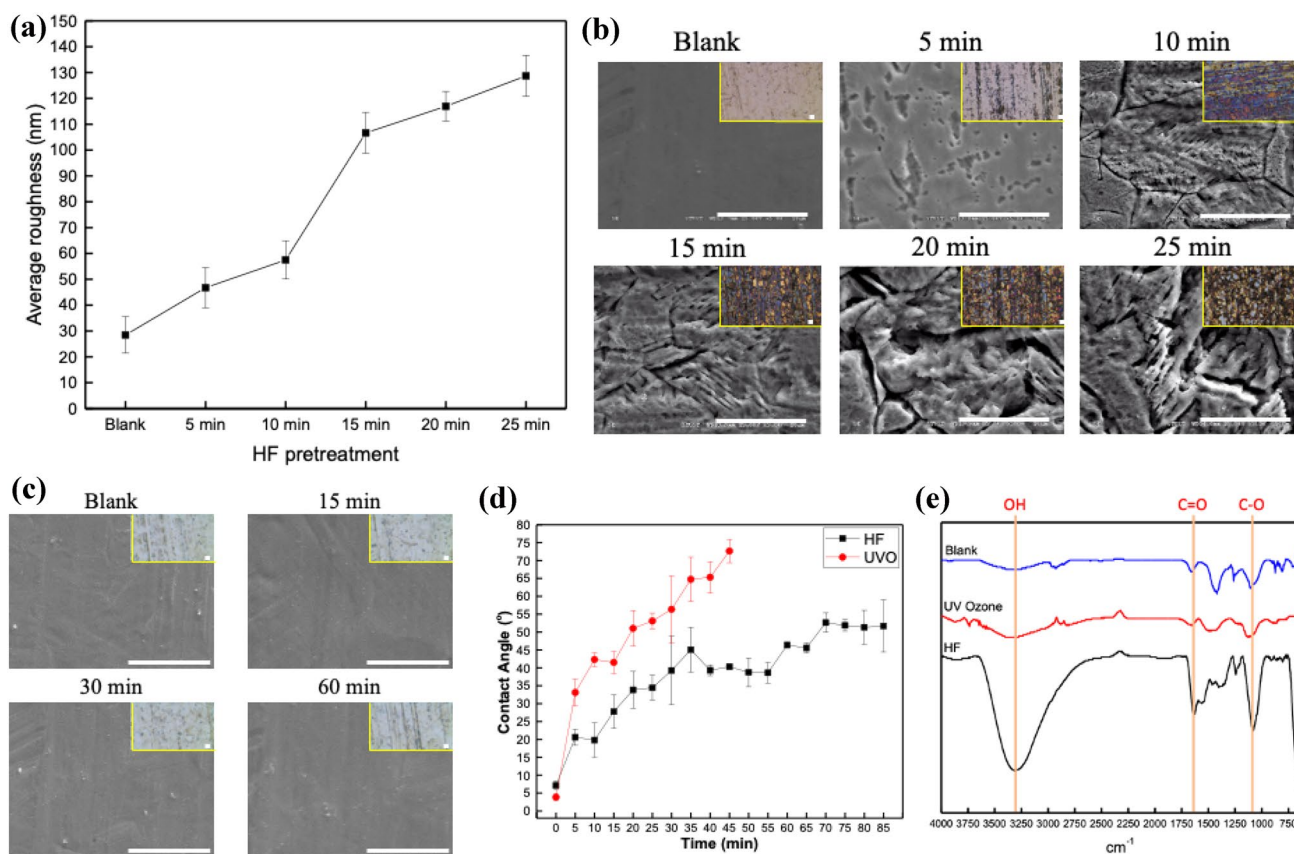 (a)
150
140
130
120
110
100
90
80
70
60
50
40
30
20
10
0
Average roughness (nm)
Blank 5 min 10 min 15 min 20 min 25 min
HF pretreatment
(b)
Blank 5 min 10 min
15 min 20 min 25 min
(c)
Blank 15 min
30 min 60 min
(d)
80
75
70
65
60
55
50
45
40
35
30
25
20
15
10
5
0
Contact Angle (°)
HF
UVO
0 5 10 15 20 25 30 35 40 45 50 55 60 65 70 75 80 85
Time (min)
(e)
OH C=O C-O
Blank
UV Ozone
HF
4000 3750 3250 2750 2500 2000 1500 1250 1000 750
cm⁻¹